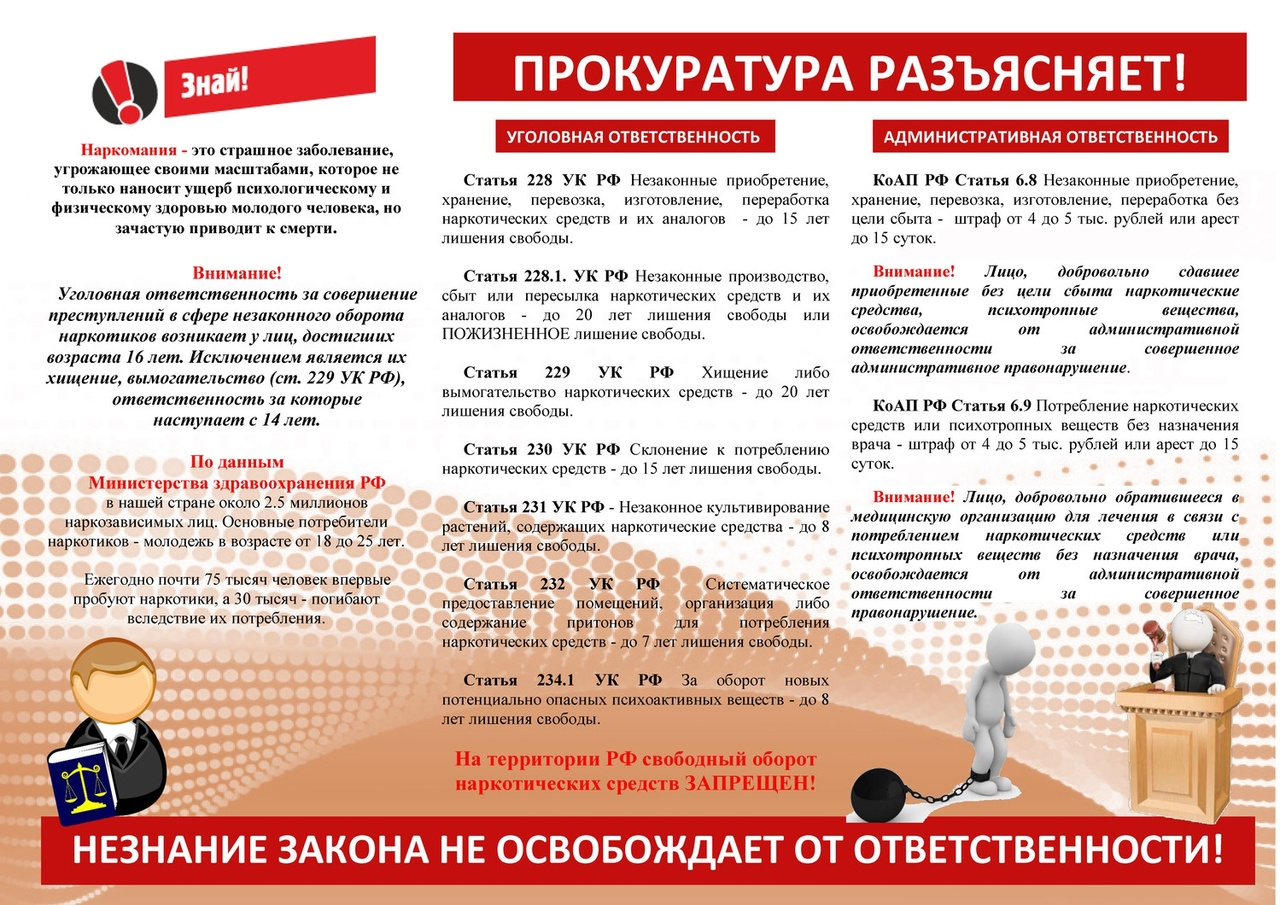 Знай!
Наркомания - это страшное заболевание,
угрожающее своими масштабами, которое не
только наносит ущерб психологическому и
физическому здоровью молодого человека, но
зачастую приводит к смерти.
Внимание!
Уголовная ответственность за совершение
преступлений в сфере незаконного оборота
наркотиков возникает у лиц, достигших
возраста 16 лет. Исключением является их
хищение, вымогательство (ст. 229 УК РФ),
ответственность за которые
наступает с 14 лет.
По данным
Министерства здравоохранения РФ
в нашей стране около 2.5 миллионов
наркозависимых лиц. Основные потребители
наркотиков - молодежь в возрасте от 18 до 25 лет.
Ежегодно почти 75 тысяч человек впервые
пробуют наркотики, а 30 тысяч - погибают
вследствие их потребления.
ПРОКУРАТУРА РАЗЪЯСНЯЕТ!
УГОЛОВНАЯ ОТВЕТСТВЕННОСТЬ
Статья 228 УК РФ Незаконные приобретение,
хранение, перевозка, изготовление, переработка
наркотических средств и их аналогов - до 15 лет
лишения свободы.
Статья 228.1. УК РФ Незаконные производство,
сбыт или пересылка наркотических средств и их
аналогов - до 20 лет лишения свободы или
ПОЖИЗНЕННОЕ лишение свободы.
Статья 229 УК РФ Хищение либо
вымогательство наркотических средств - до 20 лет
лишения свободы.
Статья 230 УК РФ Склонение к потреблению
наркотических средств - до 15 лет лишения свободы.
Статья 231 УК РФ - Незаконное культивирование
растений, содержащих наркотические средства - до 8
лет лишения свободы.
Статья 232 УК РФ Систематическое
предоставление помещений, организация либо
содержание притонов для потребления
наркотических средств - до 7 лет лишения свободы.
Статья 234.1 УК РФ За оборот новых
потенциально опасных психоактивных веществ - до 8
лет лишения свободы.
На территории РФ свободный оборот
наркотических средств ЗАПРЕЩЕН!
АДМИНИСТРАТИВНАЯ ОТВЕТСТВЕННОСТЬ
КоАП РФ Статья 6.8 Незаконные приобретение,
хранение, перевозка, изготовление, переработка без
цели сбыта - штраф от 4 до 5 тыс. рублей или арест
до 15 суток.
Внимание! Лицо, добровольно сдавшее
приобретенные без цели сбыта наркотические
средства, психотропные вещества,
освобождается от административной
ответственности за совершенное
административное правонарушение.
КоАП РФ Статья 6.9 Потребление наркотических
средств или психотропных веществ без назначения
врача - штраф от 4 до 5 тыс. рублей или арест до 15
суток.
Внимание! Лицо, добровольно обратившееся в
медицинскую организацию для лечения в связи с
потреблением наркотических средств или
психотропных веществ без назначения врача,
освобождается от административной
ответственности за совершенное
правонарушение.
НЕЗНАНИЕ ЗАКОНА НЕ ОСВОБОЖДАЕТ ОТ ОТВЕТСТВЕННОСТИ!